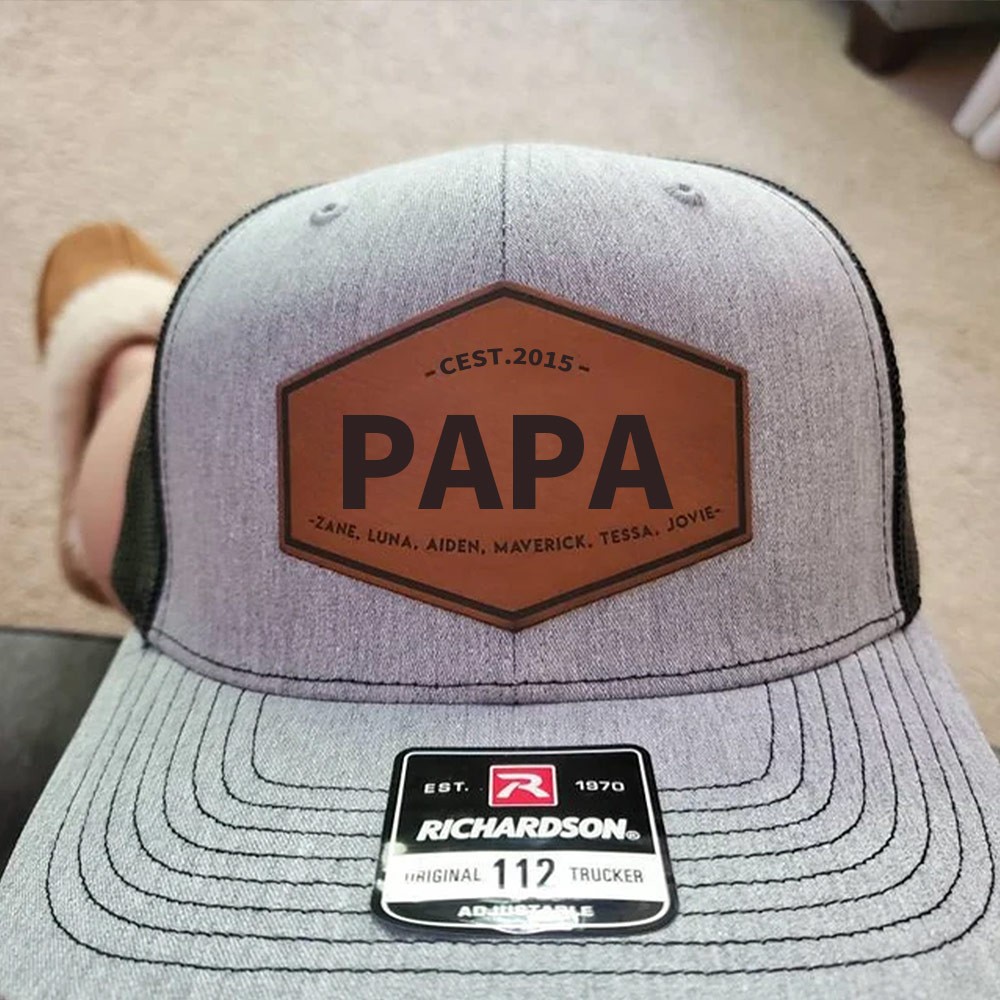 -CEST.2015-
PAPA
-ZANE, LUNA, AIDEN, MAVERICK, TESSA, JOVIE-
EST. R 1970
RICHARDSON®
ORIGINAL 112 TRUCKER
ADJUSTABLE